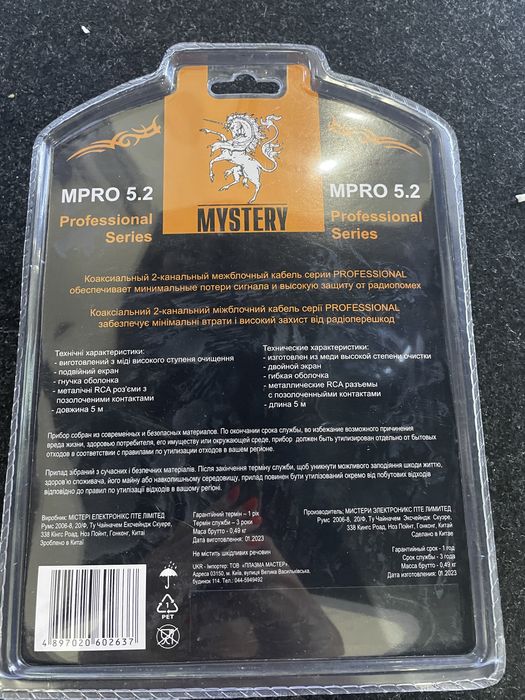 MPRO 5.2
Professional
Series
MYSTERY
MPRO 5.2
Professional
Series
Коаксиальный 2-канальный межблочный кабель серии PROFESSIONAL
обеспечивает минимальные потери сигнала и высокую защиту от радиопомех
Коаксіальний 2-канальний міжблочний кабель серії PROFESSIONAL
забезпечує мінімальні втрати і високий захист від радіоперешкод
Технічні характеристики:
- виготовлений з міді високого ступеня очищення
- подвійний екран
- гнучка оболонка
- металічні RCA роз'єми з
позолоченими контактами
- довжина 5 м
Технические характеристики:
- изготовлен из меди высокой степени очистки
- двойной экран
- гибкая оболочка
- металлические RCA разъемы
с позолоченныйми контактами
- длина 5 м
Прибор собран из современных и безопасных материалов. По окончании срока службы, во избежание возможного причинения
вреда жизни, здоровью потребителя, его имуществу или окружающей среде, прибор должен быть утилизирован отдельно от бытовых
отходов в соответствии с правилами по утилизации отходов в вашем регионе.
Прилад зібраний з сучасних і безпечних матеріалів. Після закінчення терміну служби, щоб уникнути можливого заподіяння шкоди життю,
здоров'ю споживача, його майну або навколишньому середовищу, прилад повинен бути утилізований окремо від побутових відходів
відповідно до правил по утилізації відходів в вашому регіоні.
Виробник: МІСТЕРІ ЕЛЕКТРОНІКС ПТЕ ЛІМІТЕД
Румс 2006-8, 20/Ф, Ту Чайначем Эксчейндж Скуере,
338 Кінгс Роад, Ноз Пойнт, Гонконг, Китай
Зроблено в Китаї
Гарантійний термін – 1 рік
Термін служби – 3 роки
Маса брутто - 0,49 кг
Дата виготовлення : 01.2023
Не містить шкідливих речовин
UKR - Імпортер: ТОВ «ПЛАЗМА МАСТЕР».
Адреса 03150, м. Київ, вулиця Велика Васильківська,
будинок 114. Тел.: 044-5949492
Производитель: МИСТЕРИ ЕЛЕКТРОНИКС ПТЕ ЛИМИТЕД
Румс 2006-8, 20/Ф, Ту Чайначем Эксчейндж Скуере,
338 Кингс Роад, Ноз Поинт, Гонконг, Китай
Сделано в Китае
Гарантийный срок - 1 год
Срок службы - 3 года
Масса брутто - 0,49 кг
Дата изготовления: 01.2023
1
PET
4 897020 602637